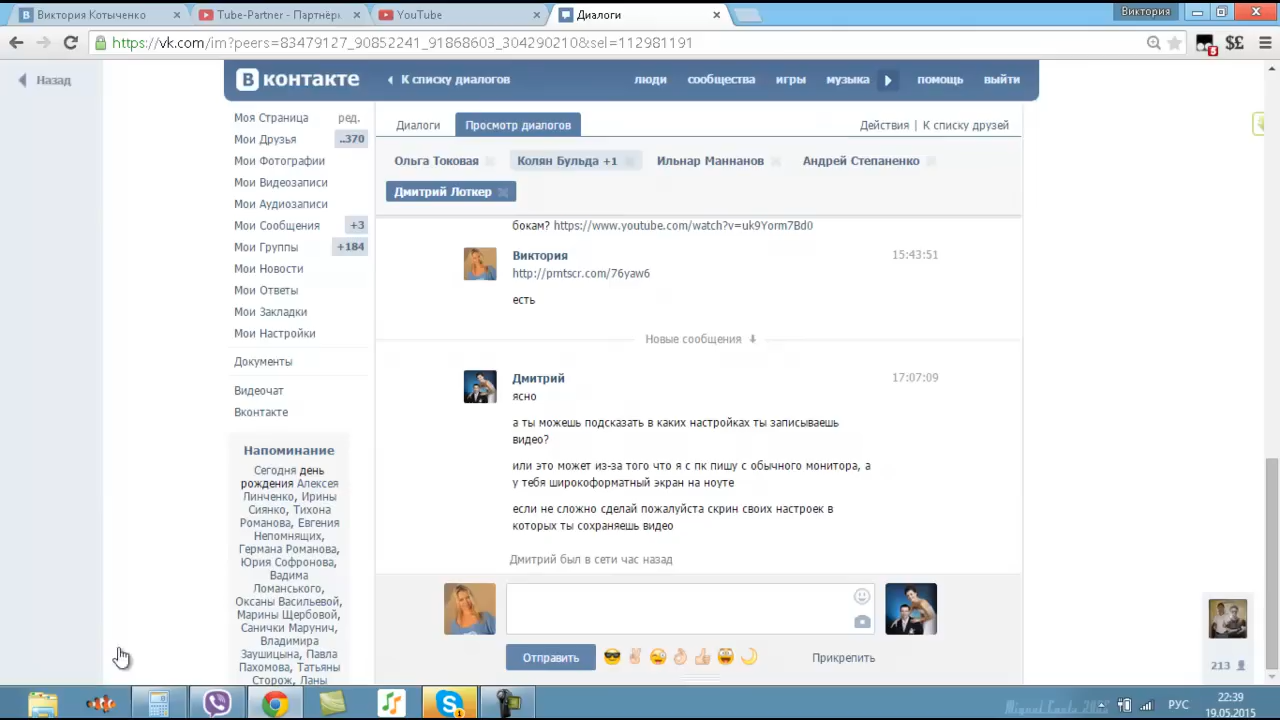 Виктория Котыченко
Tube-Partner - Партнёр
YouTube
Диалоги
Виктория
https://vk.com/im?peers=83479127_90852241_91868603_304290210&sel=112981191
5
$£
Назад
В контакте
К списку диалогов
люди
сообщества
игры
музыка
помощь
выйти
Моя Страница
ред.
Мои Друзья
..370
Мои Фотографии
Мои Видеозаписи
Мои Аудиозаписи
Мои Сообщения
+3
Мои Группы
+184
Мои Новости
Мои Ответы
Мои Закладки
Мои Настройки
Документы
Видеочат
Вконтакте
Напоминание
Сегодня день
рождения Алексея
Линченко, Ирины
Сиянко, Тихона
Романова, Евгения
Непомнящих,
Германа Романова,
Юрия Софронова,
Вадима
Ломанського,
Оксаны Васильевой,
Марины Щербовой,
Санички Марунич,
Владимира
Заушицына, Павла
Пахомова, Татьяны
Сторож, Ланы
Диалоги
Просмотр диалогов
Действия | К списку друзей
Ольга Токовая
Колян Бульда +1
Ильнар Маннанов
Андрей Степаненко
Дмитрий Лоткер
бокам? https://www.youtube.com/watch?v=uk9Yorm7Bd0
Виктория
15:43:51
http://prntscr.com/76yaw6
есть
Новые сообщения
Дмитрий
17:07:09
ясно
а ты можешь подсказать в каких настройках ты записываешь
видео?
или это может из-за того что я с пк пишу с обычного монитора, а
у тебя широкоформатный экран на ноуте
если не сложно сделай пожалуйста скрин своих настроек в
которых ты сохраняешь видео
Дмитрий был в сети час назад
Отправить
Прикрепить
213
РУС
22:39
19.05.2015